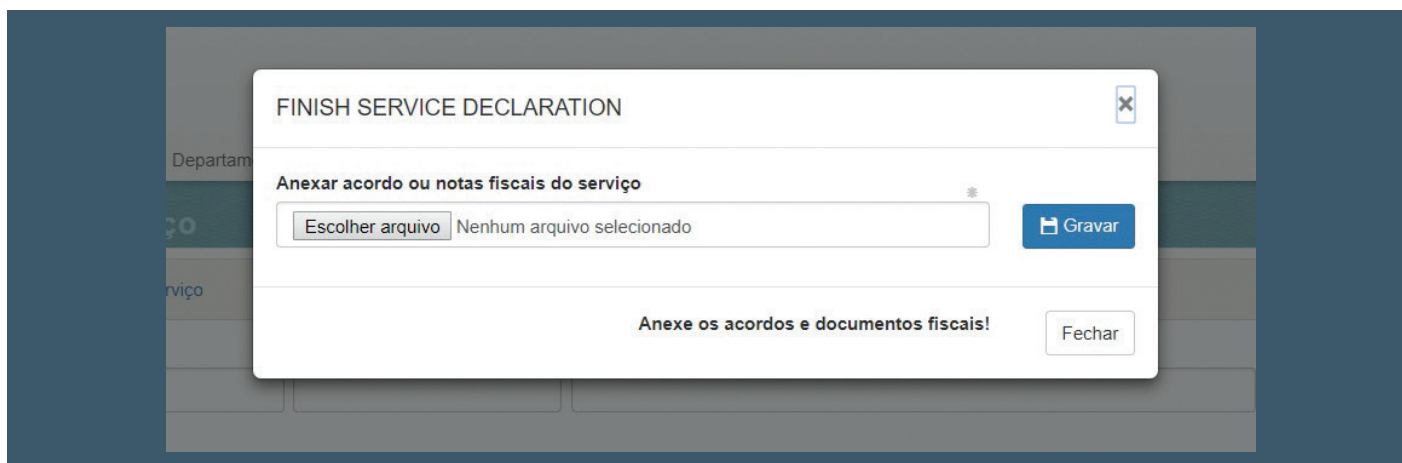 FINISH SERVICE DECLARATION
×
Departam
Anexar acordo ou notas fiscais do serviço
*
Escolher arquivo Nenhum arquivo selecionado
Gravar
ço
rviço
Anexe os acordos e documentos fiscais!
Fechar